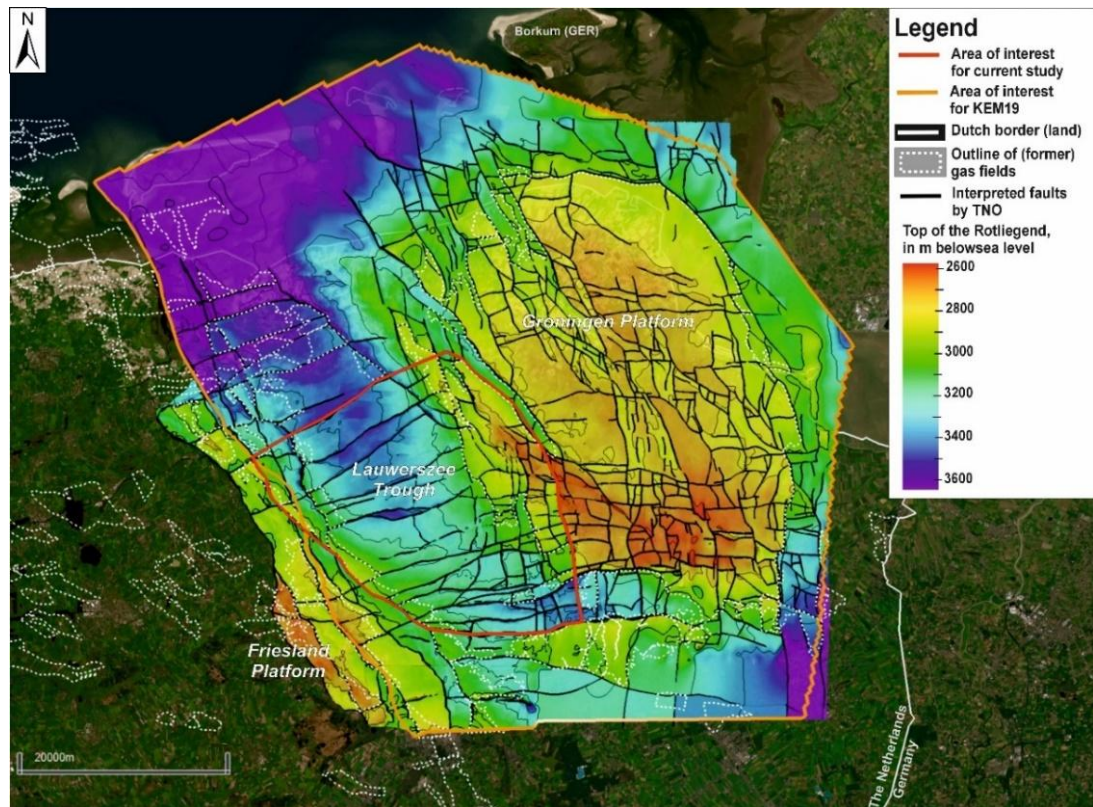 N
Borkum (GER)
Legend
Area of interest
for current study
Area of interest
for KEM19
Dutch border (land)
Outline of (former)
gas fields
Interpreted faults
by TNO
Top of the Rotliegend,
in m belowsea level
2600
2800
3000
3200
3400
3600
Groningen Platform
Lauwerszee
Trough
Friesland
Platform
20000m
The Netherlands
Germany